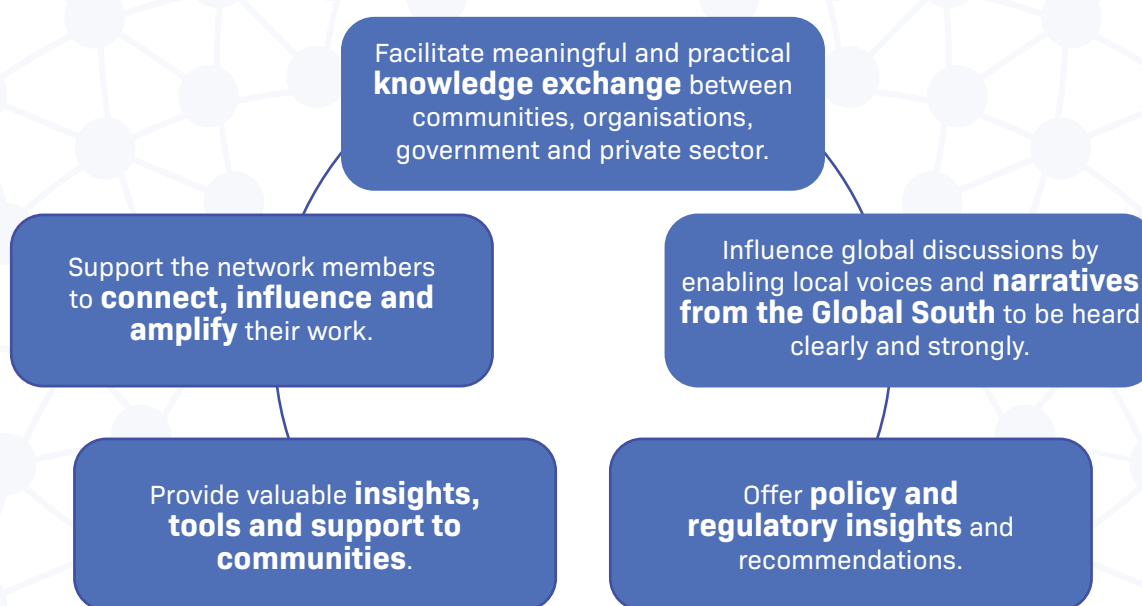 Facilitate meaningful and practical
knowledge exchange between
communities, organisations,
government and private sector.
Support the network members
to connect, influence and
amplify their work.
Influence global discussions by
enabling local voices and narratives
from the Global South to be heard
clearly and strongly.
Provide valuable insights,
tools and support to
communities.
Offer policy and
regulatory insights and
recommendations.